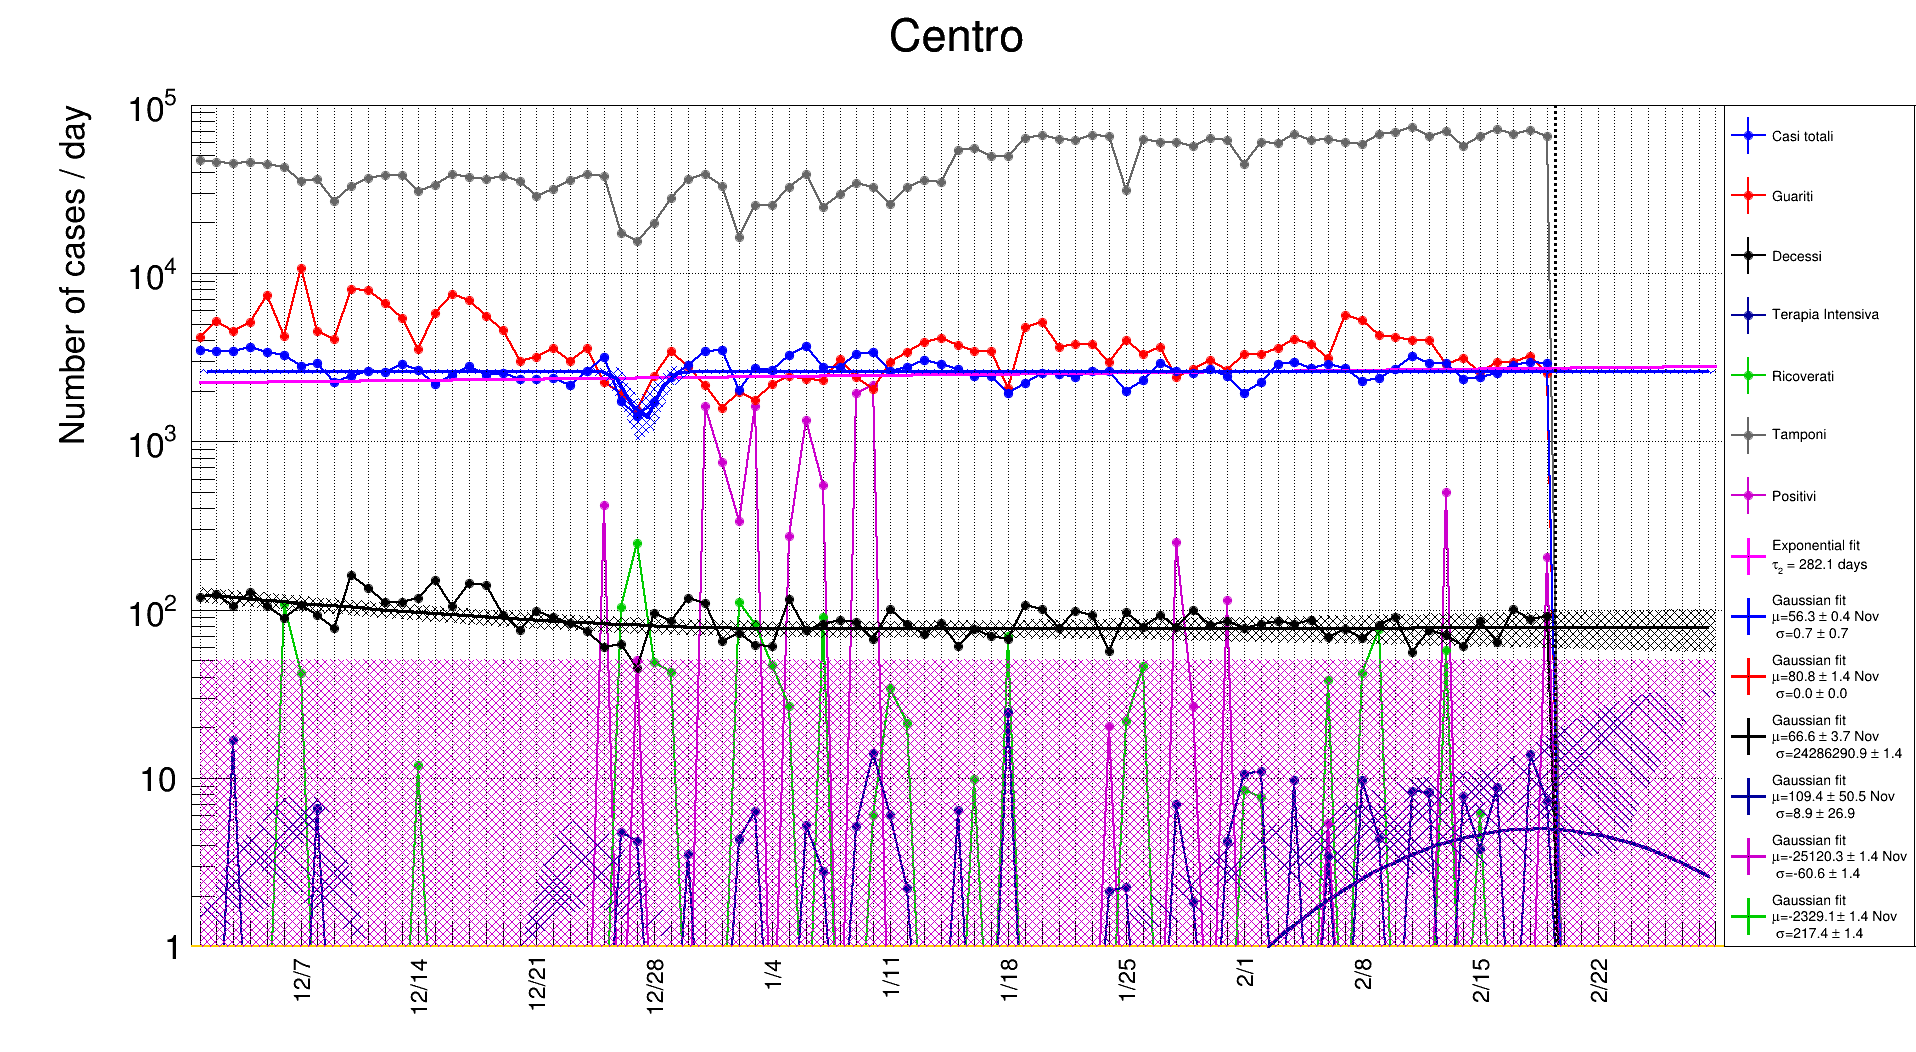 Centro
Number of cases / day
10^5
10^4
10^3
10^2
10
1
12/7
12/14
12/21
12/28
1/4
1/11
1/18
1/25
2/1
2/8
2/15
2/22
Casi totali
Guariti
Decessi
Terapia Intensiva
Ricoverati
Tamponi
Positivi
Exponential fit
τ₂ = 282.1 days
Gaussian fit
μ=56.3 ± 0.4 Nov
σ=0.7 ± 0.7
Gaussian fit
μ=80.8 ± 1.4 Nov
σ=0.0 ± 0.0
Gaussian fit
μ=66.6 ± 3.7 Nov
σ=24286290.9 ± 1.4
Gaussian fit
μ=109.4 ± 50.5 Nov
σ=8.9 ± 26.9
Gaussian fit
μ=-25120.3 ± 1.4 Nov
σ=-60.6 ± 1.4
Gaussian fit
μ=-2329.1 ± 1.4 Nov
σ=217.4 ± 1.4